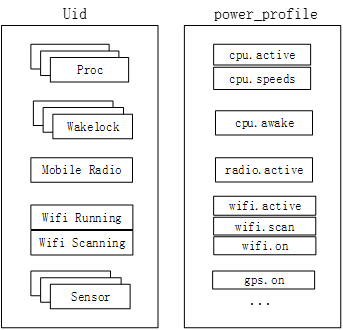 Uid
Proc
Wakelock
Mobile Radio
Wifi Running
Wifi Scanning
Sensor
power_profile
cpu.active
cpu.speeds
cpu.awake
radio.active
wifi.active
wifi.scan
wifi.on
gps.on
...